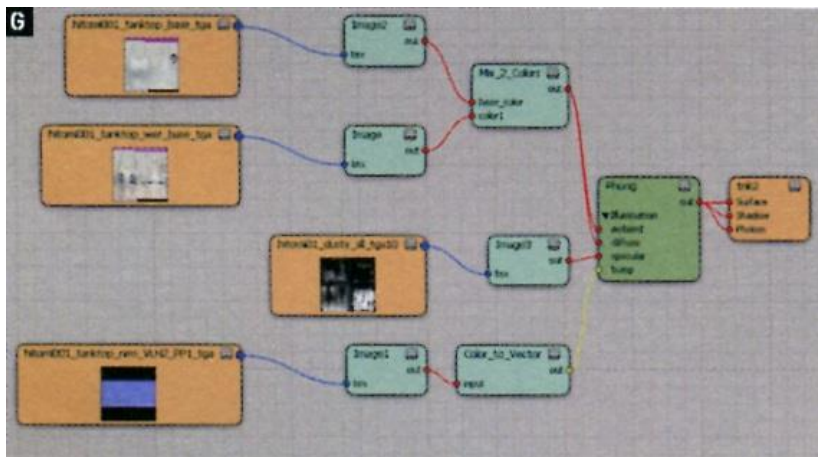 G
Image2
out
tex
Mix_2_Colors
out
base_color
color1
Image
out
tex
Phong
out
Illumination
ambient
diffuse
specular
bump
Surface
Shadow
Photon
Image3
out
tex
Image1
out
tex
Color_to_Vector
out
input